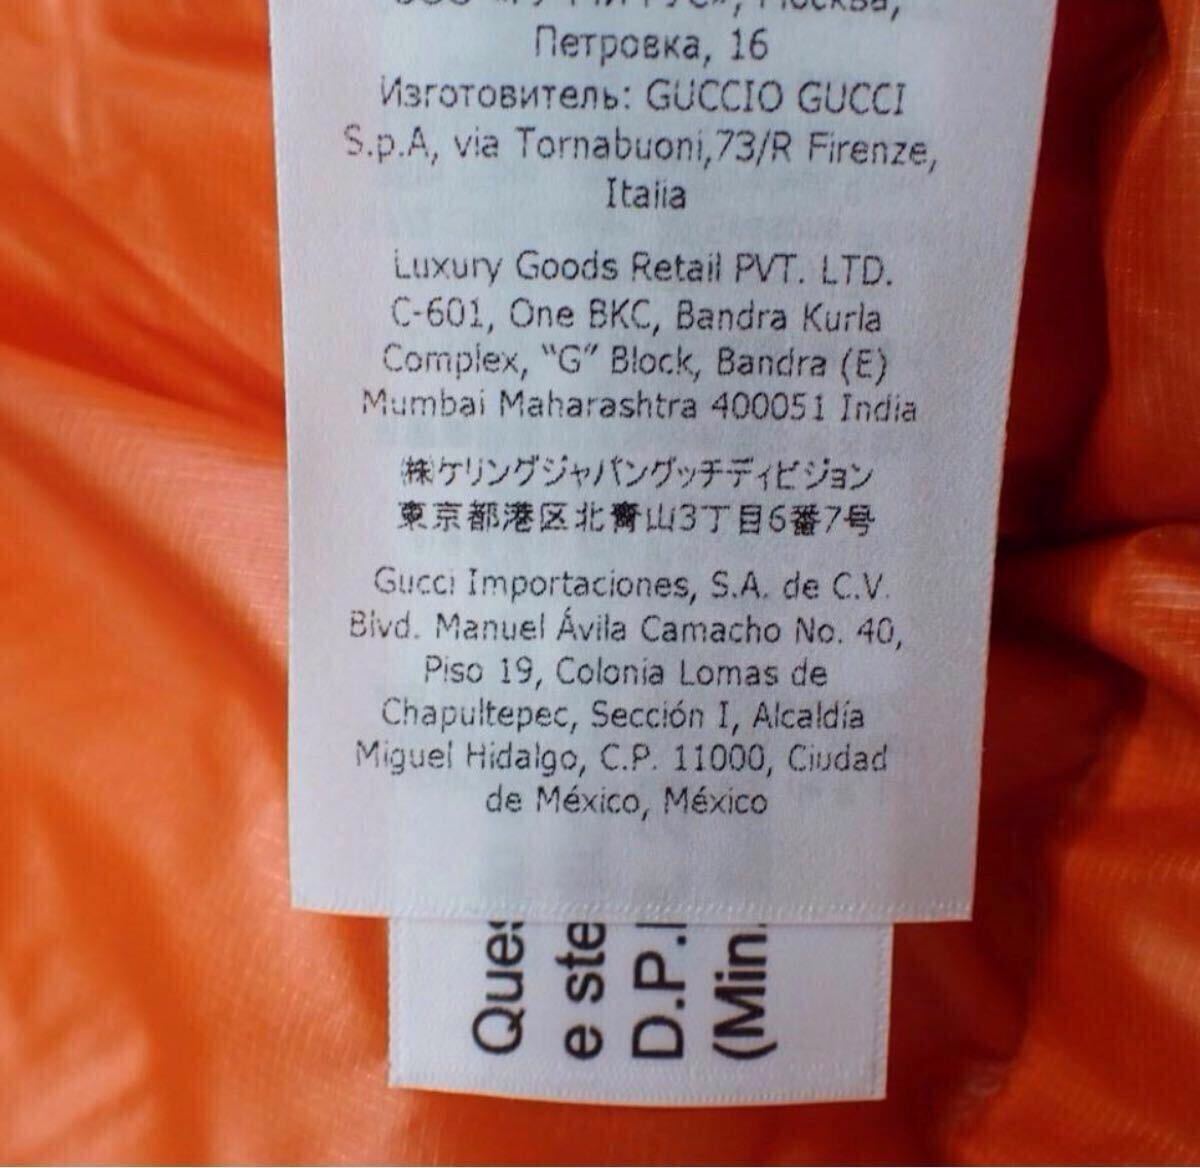 Москва,
Петровка, 16
Изготовитель: GUCCIO GUCCI
S.p.A, via Tornabuoni,73/R Firenze,
Italia
Luxury Goods Retail PVT. LTD.
C-601, One BKC, Bandra Kurla
Complex, “G” Block, Bandra (E)
Mumbai Maharashtra 400051 India
㈱ケリングジャパングッチディビジョン
東京都港区北青山3丁目6番7号
Gucci Importaciones, S.A. de C.V.
Blvd. Manuel Ávila Camacho No. 40,
Piso 19, Colonia Lomas de
Chapultepec, Sección I, Alcaldía
Miguel Hidalgo, C.P. 11000, Ciudad
de México, México
Ques
e ste
D.P.
(Min.